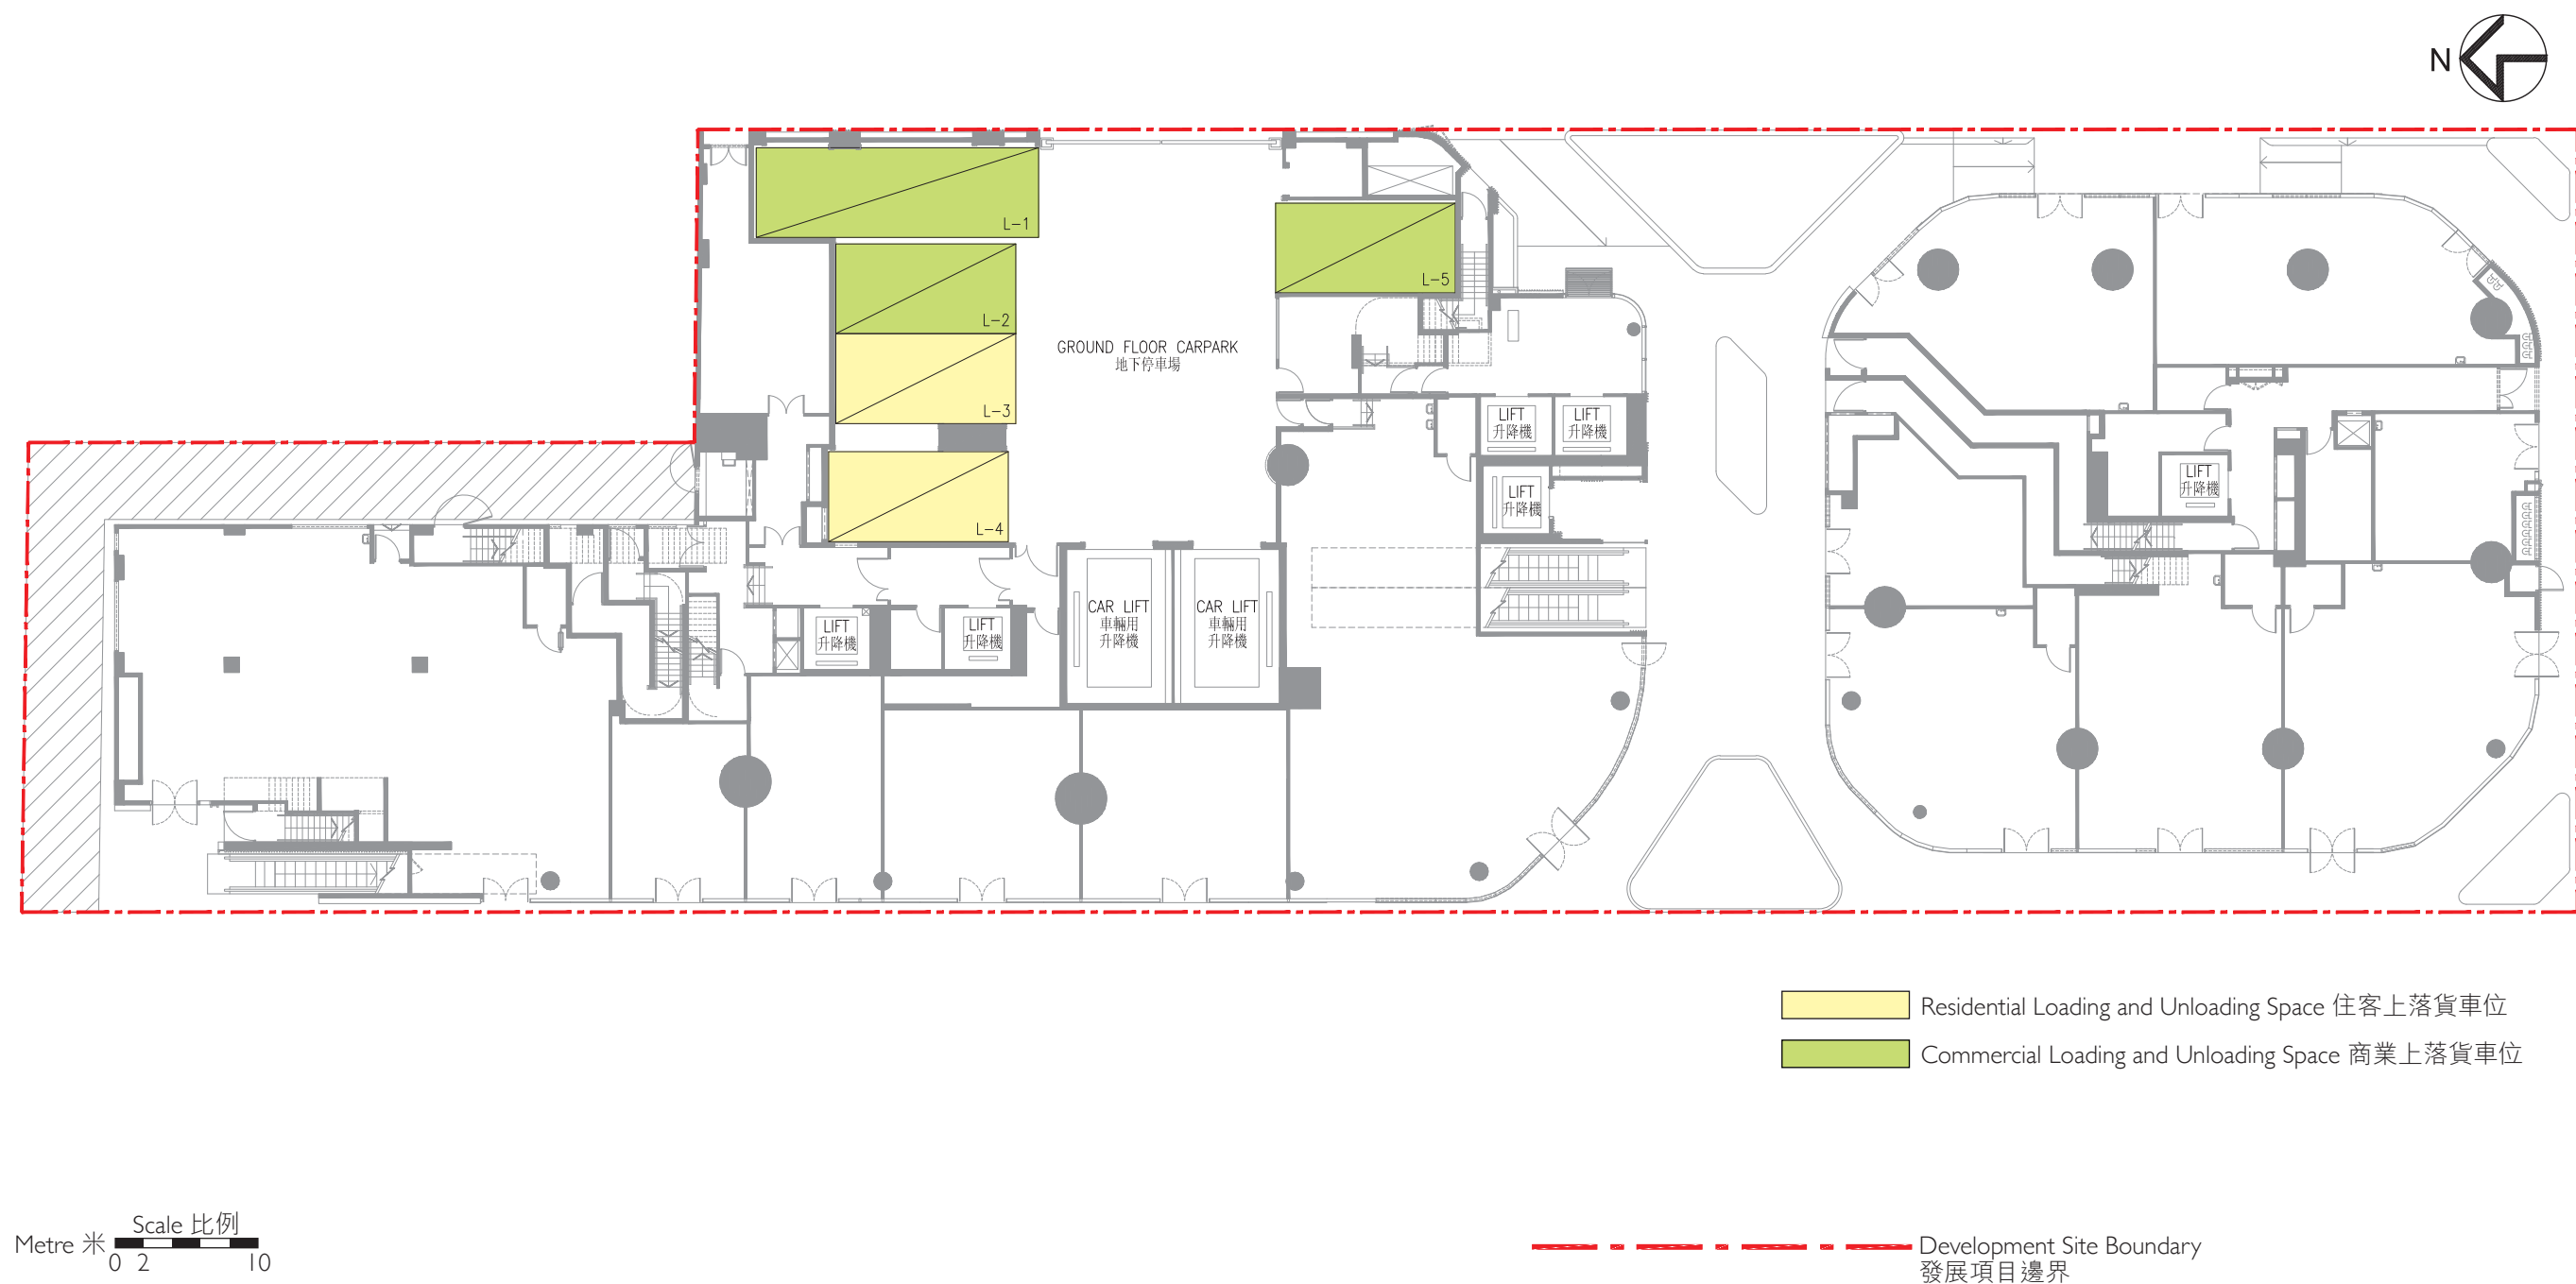 N
L-1
L-2
L-3
L-4
L-5
GROUND FLOOR CARPARK
地下停車場
LIFT
升降機
LIFT
升降機
LIFT
升降機
LIFT
升降機
CAR LIFT
車輛用
升降機
CAR LIFT
車輛用
升降機
LIFT
升降機
LIFT
升降機
Residential Loading and Unloading Space 住客上落貨車位
Commercial Loading and Unloading Space 商業上落貨車位
Scale 比例
Metre 米
0 2 10
Development Site Boundary
發展項目邊界